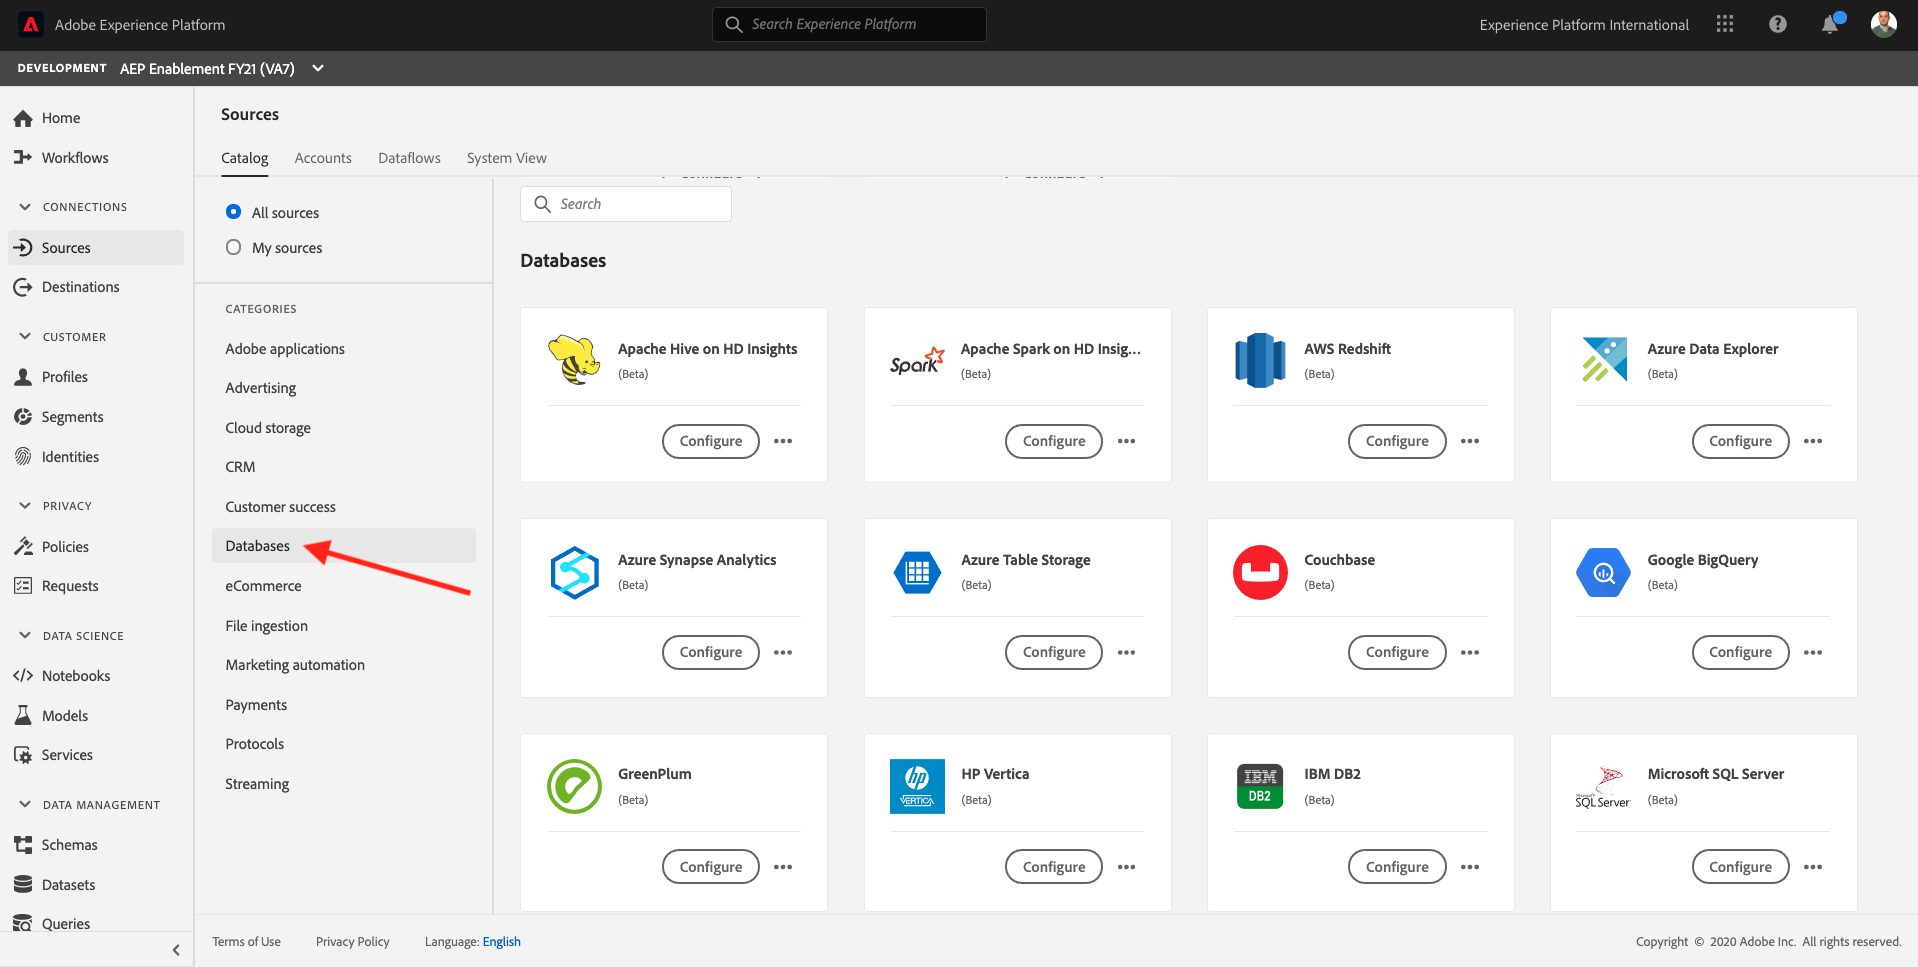 Adobe Experience Platform
Search Experience Platform
Experience Platform International
DEVELOPMENT AEP Enablement FY21 (VA7)
Home
Workflows
CONNECTIONS
Sources
Destinations
CUSTOMER
Profiles
Segments
Identities
PRIVACY
Policies
Requests
DATA SCIENCE
Notebooks
Models
Services
DATA MANAGEMENT
Schemas
Datasets
Queries
Sources
Catalog Accounts Dataflows System View
All sources
My sources
CATEGORIES
Adobe applications
Advertising
Cloud storage
CRM
Customer success
Databases
eCommerce
File ingestion
Marketing automation
Payments
Protocols
Streaming
Configure Configure
Search
Databases
Apache Hive on HD Insights
(Beta)
Configure
Spark
Apache Spark on HD Insig...
(Beta)
Configure
AWS Redshift
(Beta)
Configure
Azure Data Explorer
(Beta)
Configure
Azure Synapse Analytics
(Beta)
Configure
Azure Table Storage
(Beta)
Configure
Couchbase
(Beta)
Configure
Google BigQuery
(Beta)
Configure
GreenPlum
(Beta)
Configure
hp
VERTICA
HP Vertica
(Beta)
Configure
IBM
DB2
IBM DB2
(Beta)
Configure
Microsoft
SQL Server
Microsoft SQL Server
(Beta)
Configure
Terms of Use Privacy Policy Language: English
Copyright © 2020 Adobe Inc. All rights reserved.